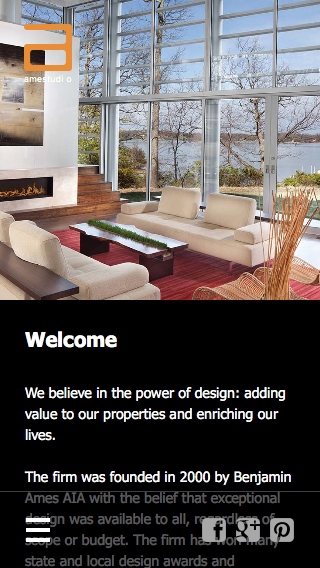 amestudio
Welcome
We believe in the power of design: adding
value to our properties and enriching our
lives.
The firm was founded in 2000 by Benjamin
Ames AIA with the belief that exceptional
design was available to all, regardless of
scope or budget. The firm has won many
state and local design awards and